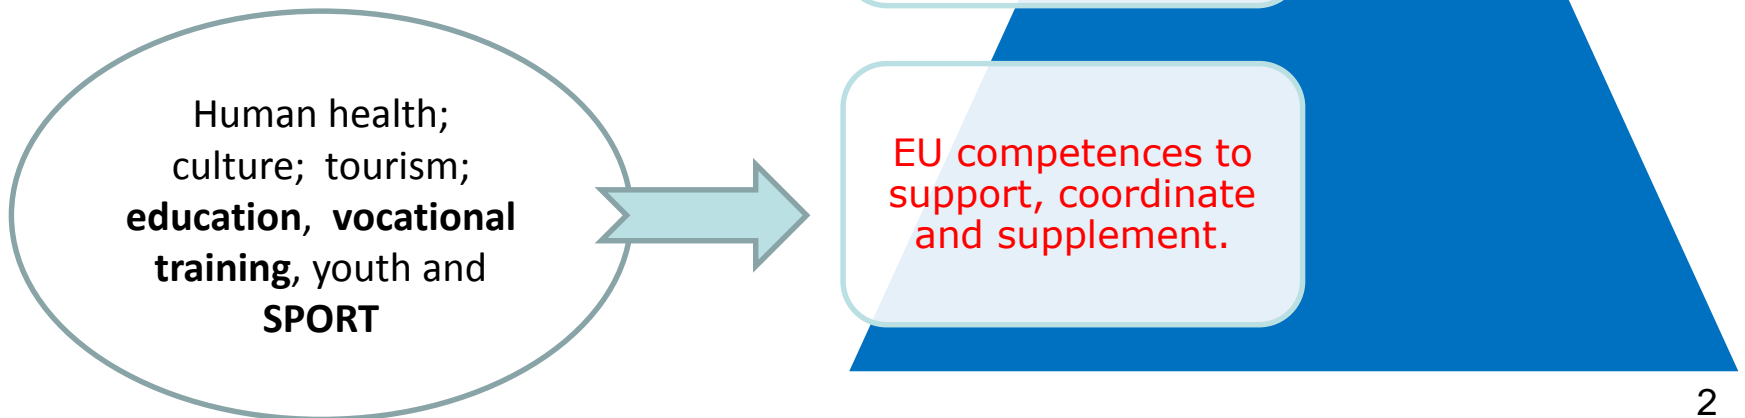 Human health;
culture; tourism;
education, vocational
training, youth and
SPORT
EU competences to
support, coordinate
and supplement.
2